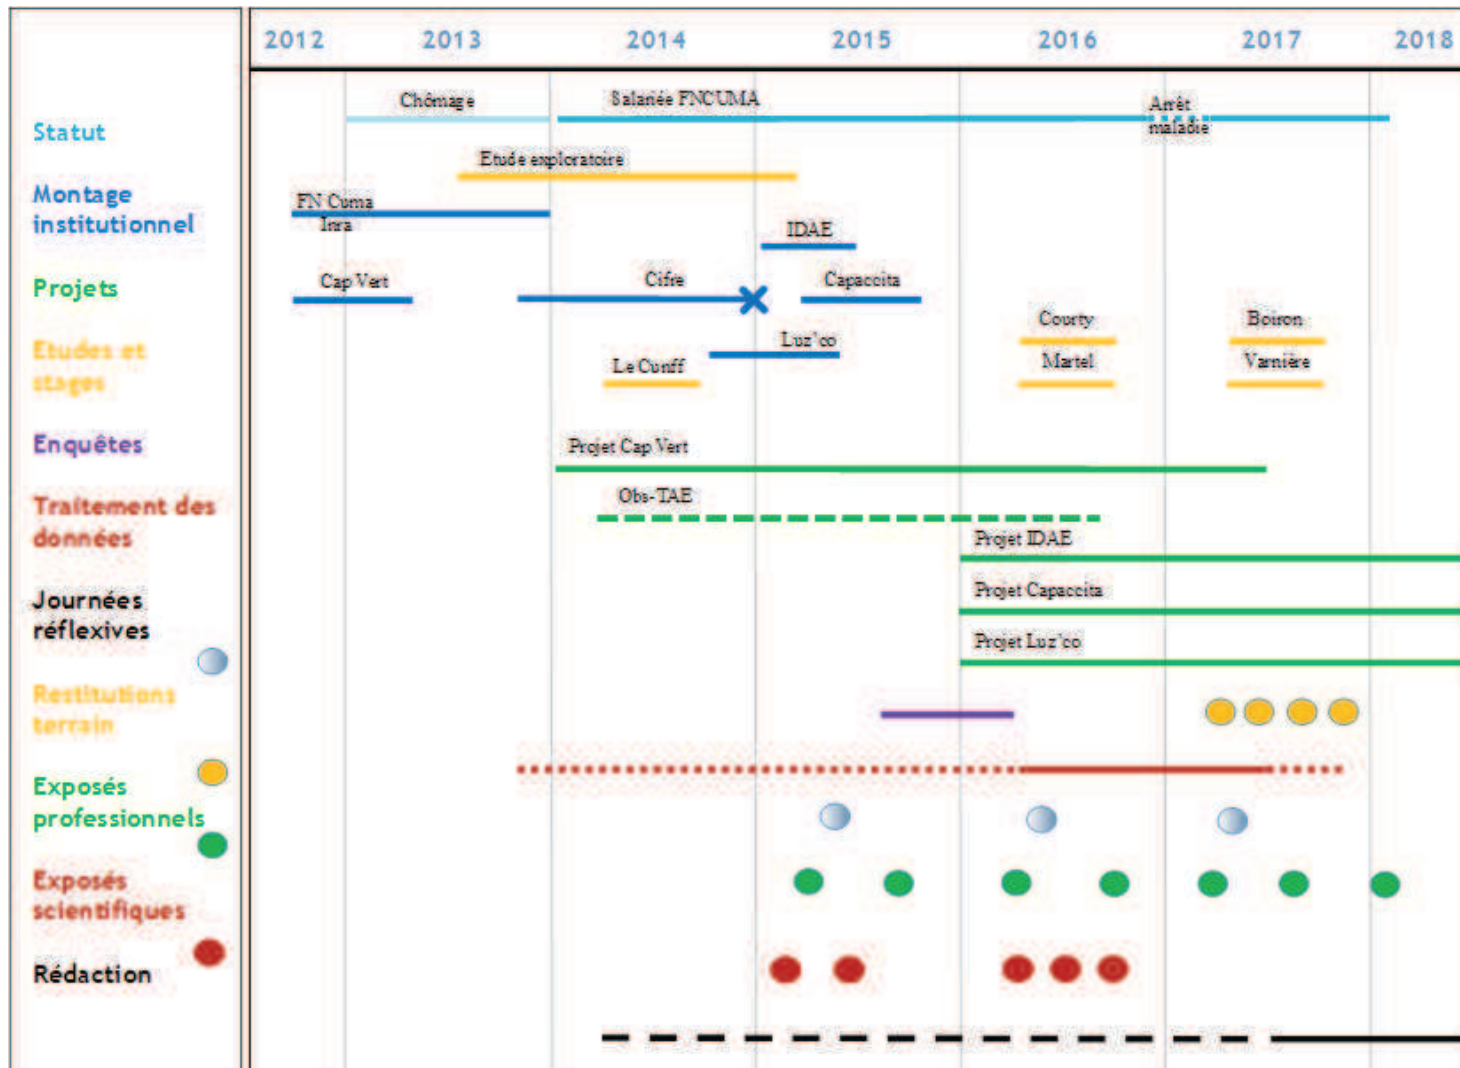 2012 2013 2014 2015 2016 2017 2018
Statut
Montage
institutionnel
Projets
Etudes et
stages
Enquêtes
Traitement des
données
Journées
réflexives
Restitutions
terrain
Exposés
professionnels
Exposés
scientifiques
Rédaction
Chômage
Salariée FNCUMA
Arrêt
maladie
Etude exploratoire
FN Cuma
Inra
IDAE
Cap Vert
Cifre
Capaccita
Luz'co
Le Cunff
Courty
Martel
Boiron
Varnière
Projet Cap Vert
Obs-TAE
Projet IDAE
Projet Capaccita
Projet Luz'co